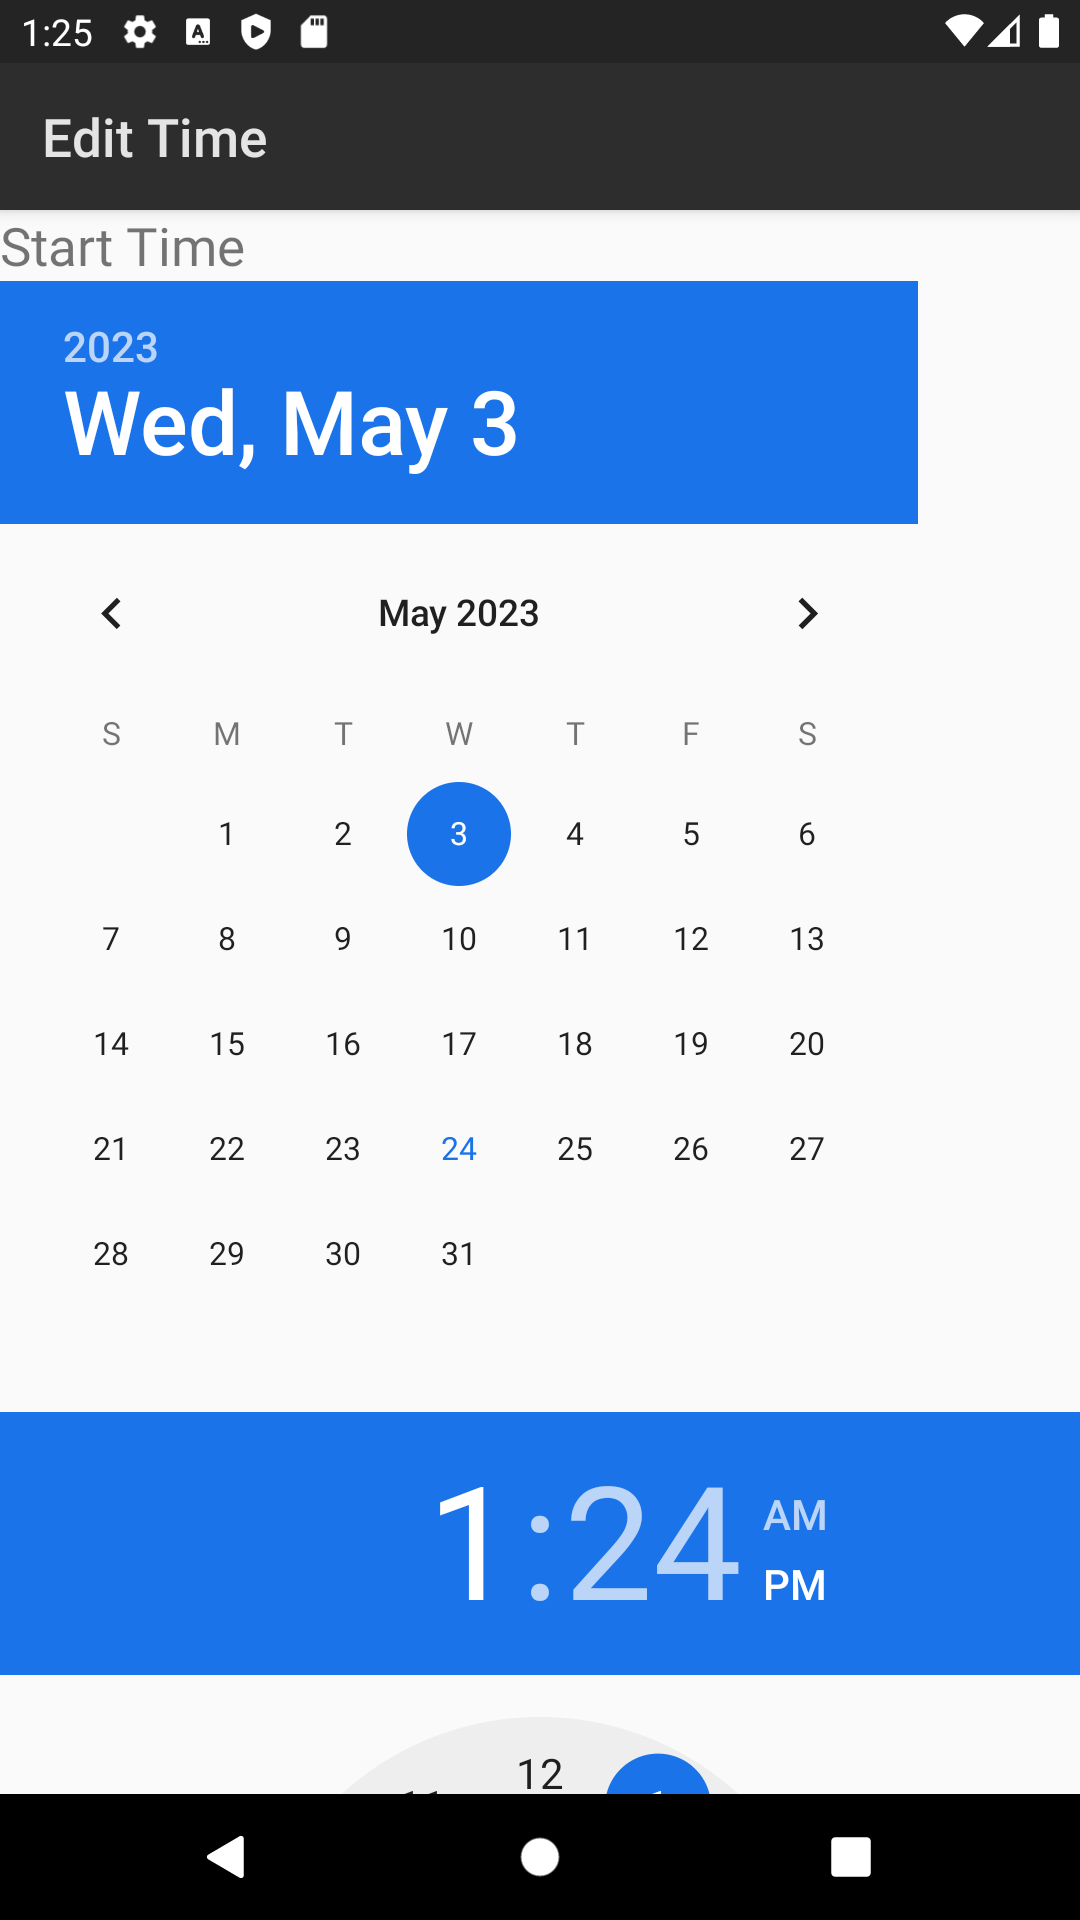 1:25
Edit Time
Start Time
2023
Wed, May 3
May 2023
S M T W T F S
1 2 3 4 5 6
7 8 9 10 11 12 13
14 15 16 17 18 19 20
21 22 23 24 25 26 27
28 29 30 31
1:24
AM
PM
12